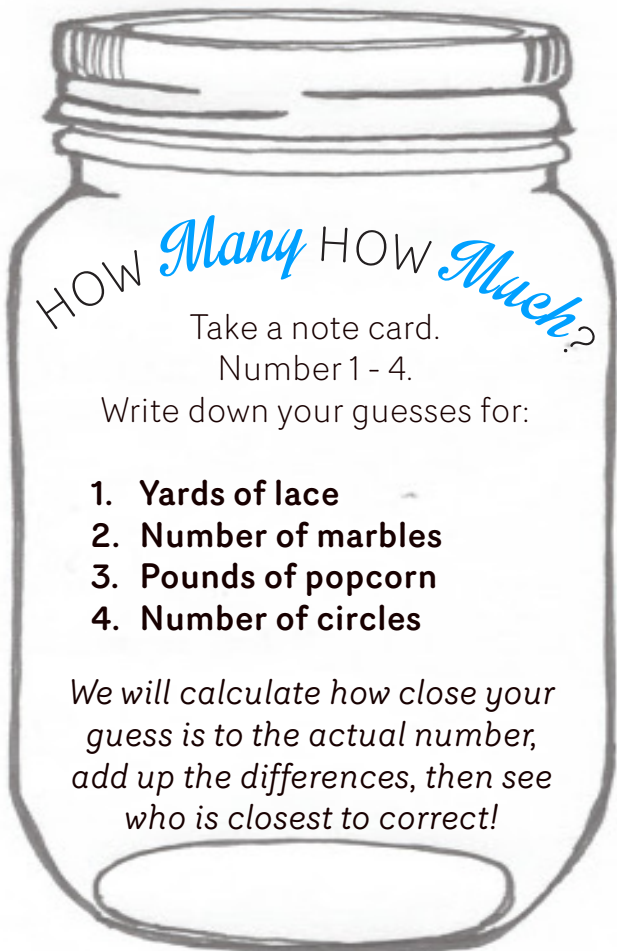 HOW Many HOW Much?
Take a note card.
Number 1 - 4.
Write down your guesses for:
1. Yards of lace
2. Number of marbles
3. Pounds of popcorn
4. Number of circles
We will calculate how close your
guess is to the actual number,
add up the differences, then see
who is closest to correct!